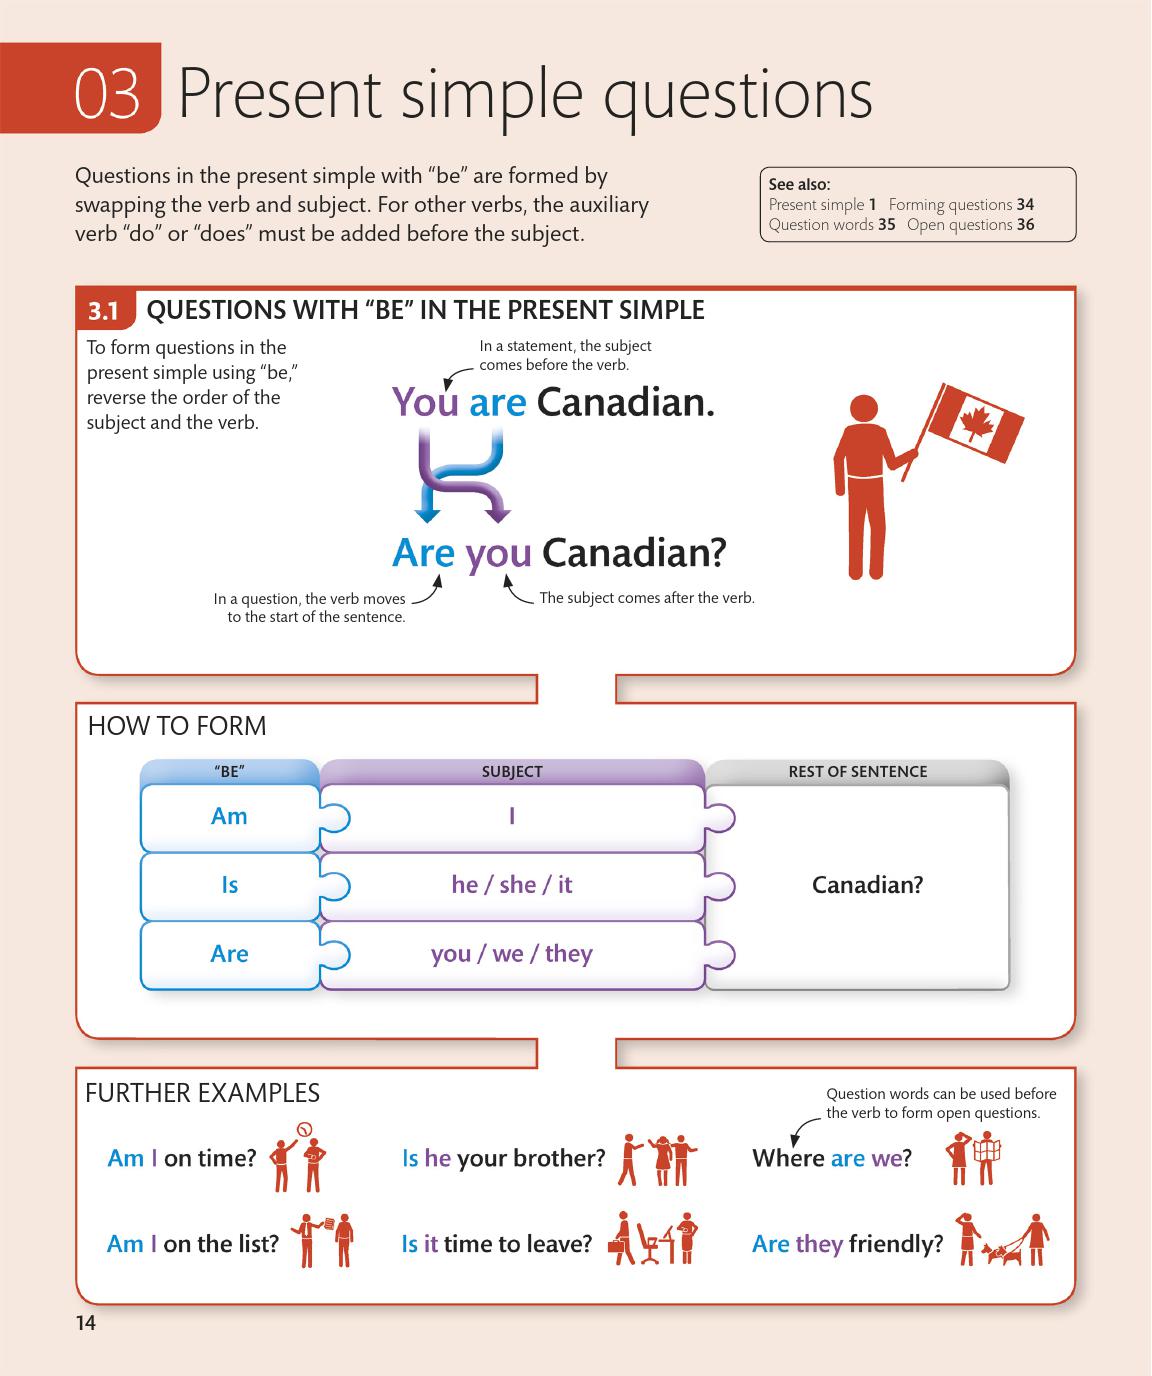 03 Present simple questions
Questions in the present simple with “be” are formed by
swapping the verb and subject. For other verbs, the auxiliary
verb “do” or “does” must be added before the subject.
See also:
Present simple 1 Forming questions 34
Question words 35 Open questions 36
3.1 QUESTIONS WITH “BE” IN THE PRESENT SIMPLE
To form questions in the
present simple using “be,”
reverse the order of the
subject and the verb.
In a statement, the subject
comes before the verb.
You are Canadian.
Are you Canadian?
In a question, the verb moves
to the start of the sentence.
The subject comes after the verb.
HOW TO FORM
“BE” SUBJECT REST OF SENTENCE
Am I
Is he / she / it Canadian?
Are you / we / they
FURTHER EXAMPLES
Question words can be used before
the verb to form open questions.
Am I on time? Is he your brother? Where are we?
Am I on the list? Is it time to leave? Are they friendly?
14